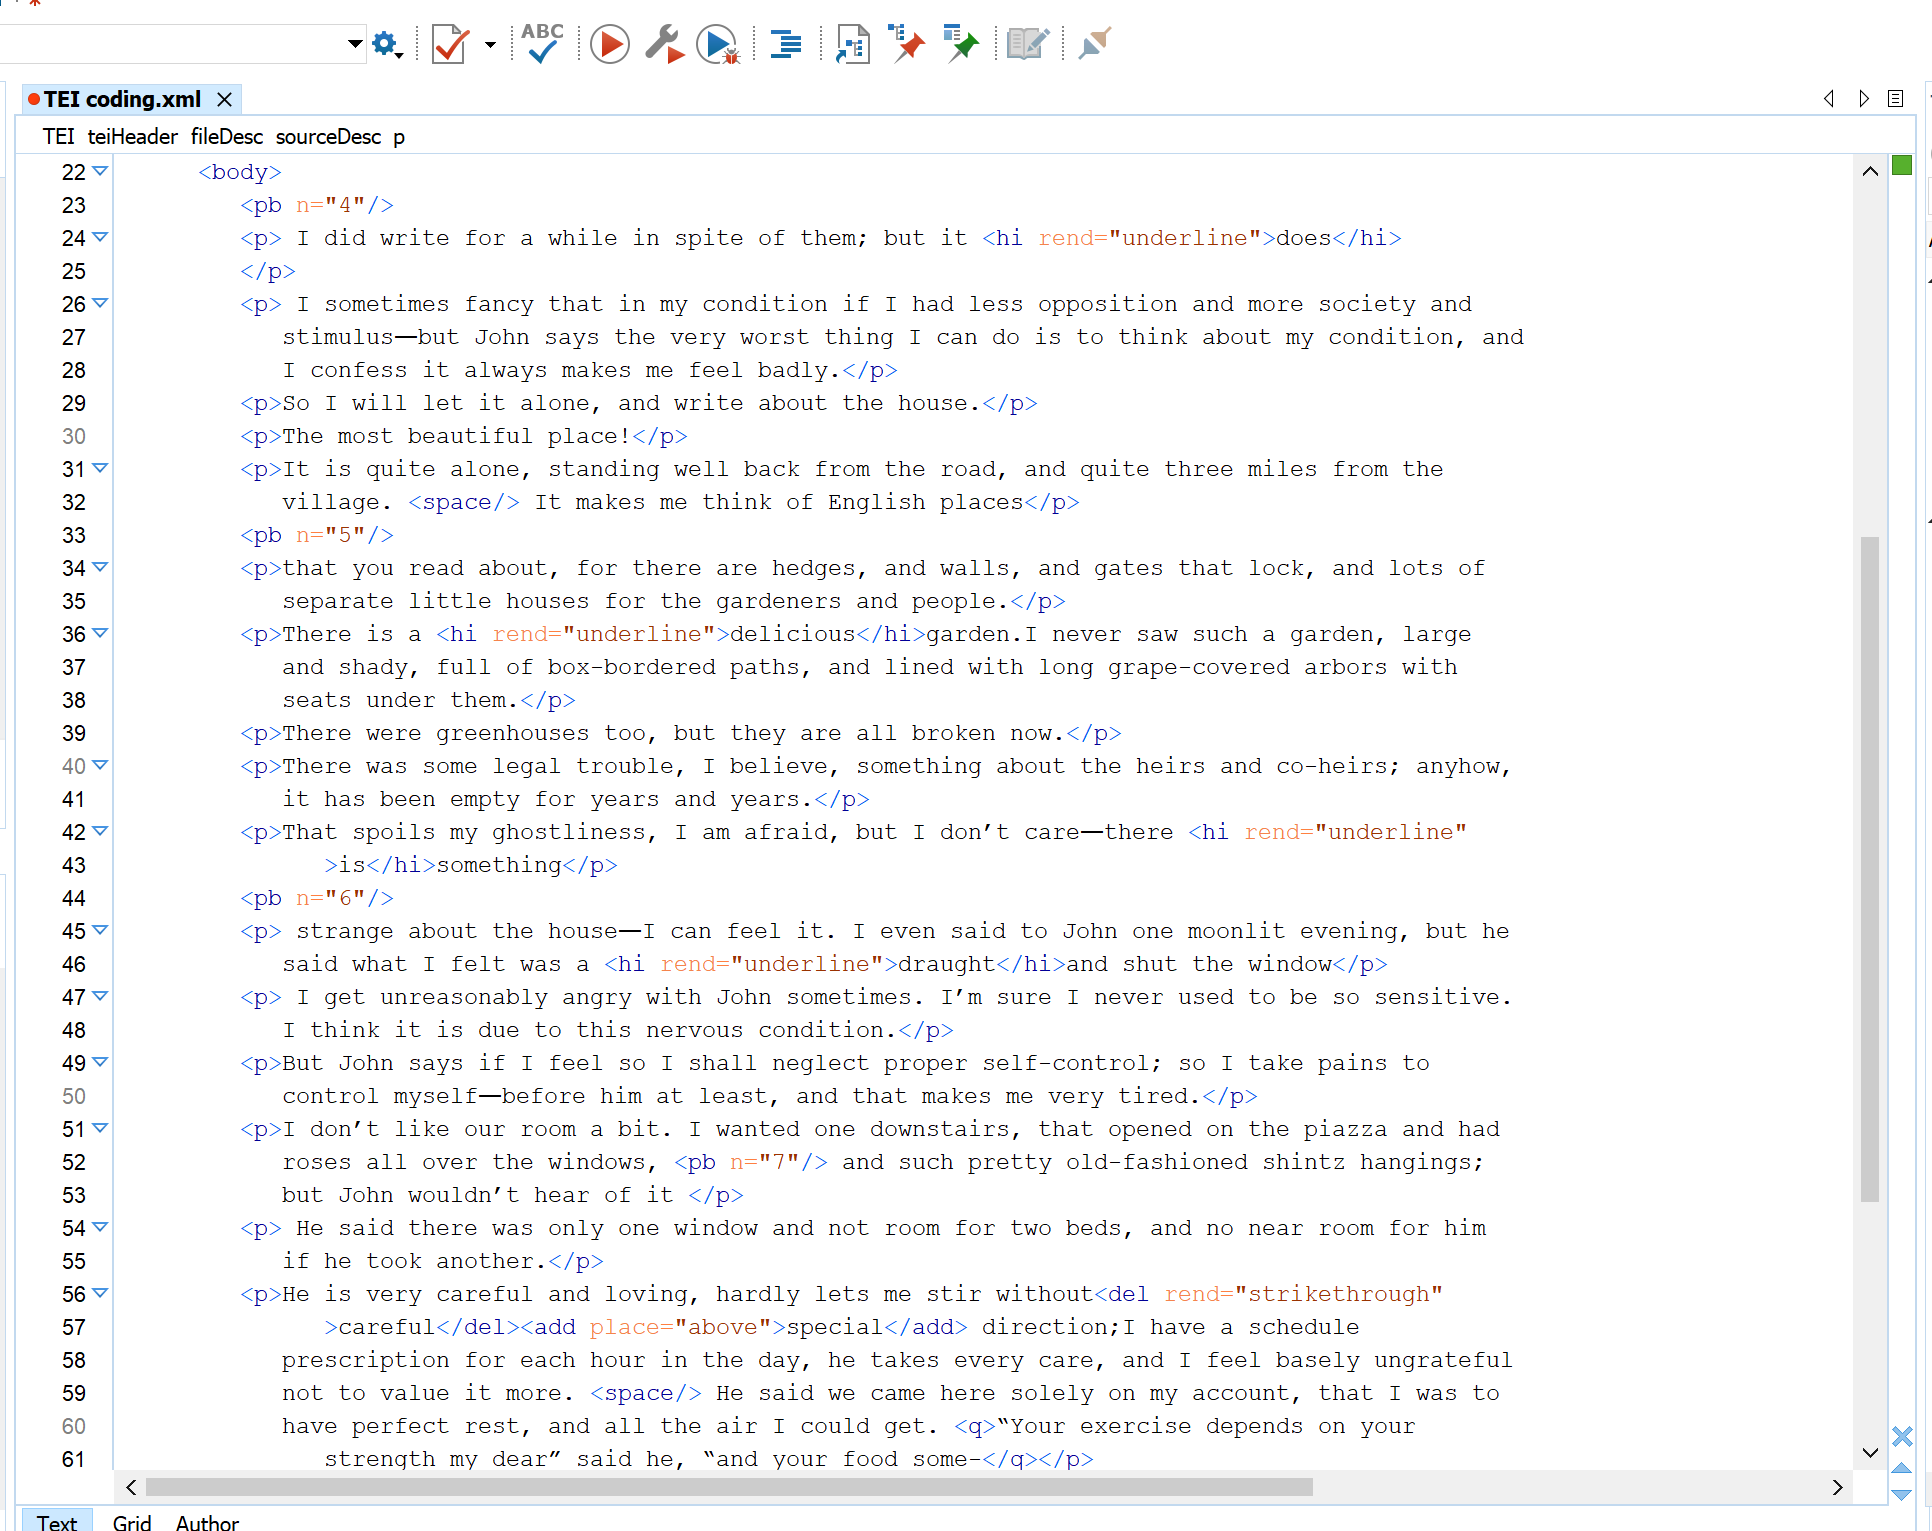 ABC
TEI coding.xml
TEI teiHeader fileDesc sourceDesc p
22 <body>
23 <pb n="4"/>
24 <p> I did write for a while in spite of them; but it <hi rend="underline">does</hi>
25 </p>
26 <p> I sometimes fancy that in my condition if I had less opposition and more society and
27 stimulus—but John says the very worst thing I can do is to think about my condition, and
28 I confess it always makes me feel badly.</p>
29 <p>So I will let it alone, and write about the house.</p>
30 <p>The most beautiful place!</p>
31 <p>It is quite alone, standing well back from the road, and quite three miles from the
32 village. <space/> It makes me think of English places</p>
33 <pb n="5"/>
34 <p>that you read about, for there are hedges, and walls, and gates that lock, and lots of
35 separate little houses for the gardeners and people.</p>
36 <p>There is a <hi rend="underline">delicious</hi>garden.I never saw such a garden, large
37 and shady, full of box-bordered paths, and lined with long grape-covered arbors with
38 seats under them.</p>
39 <p>There were greenhouses too, but they are all broken now.</p>
40 <p>There was some legal trouble, I believe, something about the heirs and co-heirs; anyhow,
41 it has been empty for years and years.</p>
42 <p>That spoils my ghostliness, I am afraid, but I don’t care—there <hi rend="underline"
43 >is</hi>something</p>
44 <pb n="6"/>
45 <p> strange about the house—I can feel it. I even said to John one moonlit evening, but he
46 said what I felt was a <hi rend="underline">draught</hi>and shut the window</p>
47 <p> I get unreasonably angry with John sometimes. I’m sure I never used to be so sensitive.
48 I think it is due to this nervous condition.</p>
49 <p>But John says if I feel so I shall neglect proper self-control; so I take pains to
50 control myself—before him at least, and that makes me very tired.</p>
51 <p>I don’t like our room a bit. I wanted one downstairs, that opened on the piazza and had
52 roses all over the windows, <pb n="7"/> and such pretty old-fashioned shintz hangings;
53 but John wouldn’t hear of it </p>
54 <p> He said there was only one window and not room for two beds, and no near room for him
55 if he took another.</p>
56 <p>He is very careful and loving, hardly lets me stir without<del rend="strikethrough"
57 >careful</del><add place="above">special</add> direction;I have a schedule
58 prescription for each hour in the day, he takes every care, and I feel basely ungrateful
59 not to value it more. <space/> He said we came here solely on my account, that I was to
60 have perfect rest, and all the air I could get. <q>“Your exercise depends on your
61 strength my dear” said he, “and your food some-</q></p>
Text Grid Author